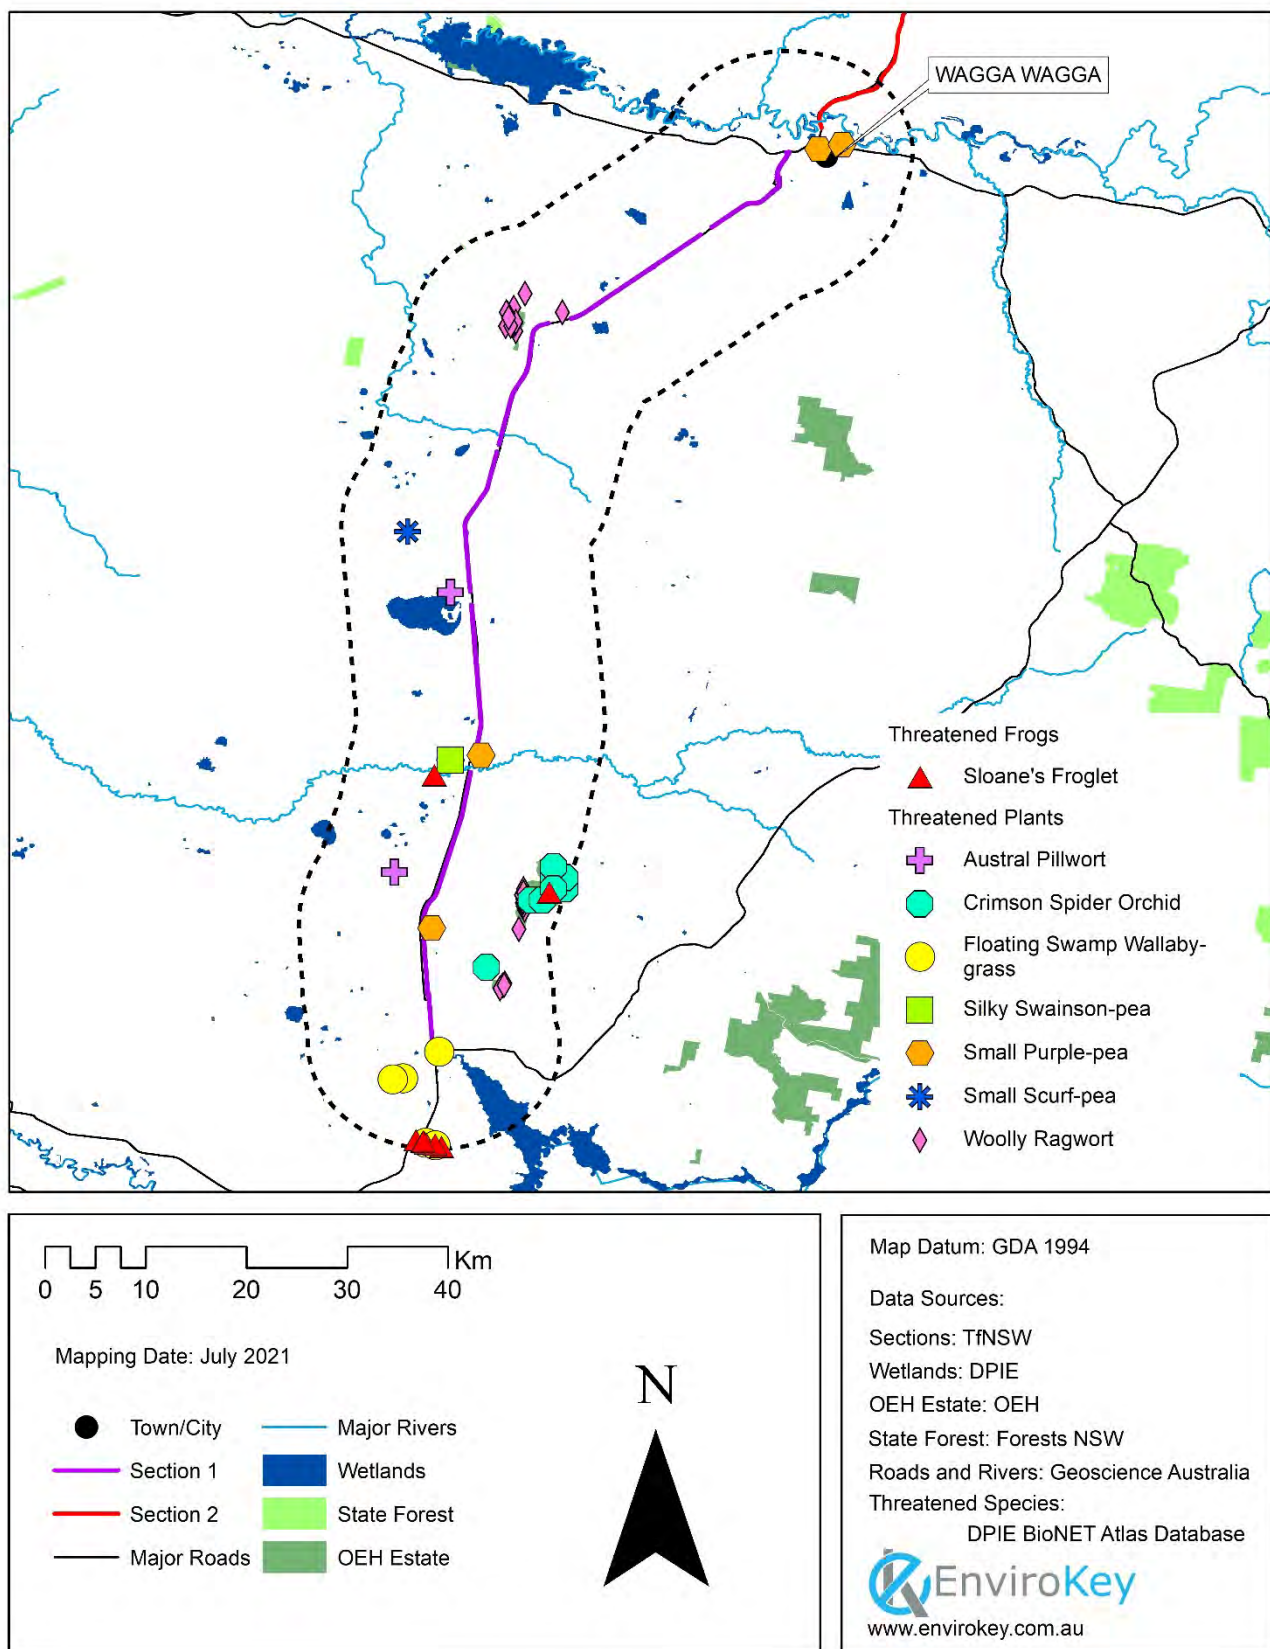 WAGGA WAGGA
Threatened Frogs
Sloane's Froglet
Threatened Plants
Austral Pillwort
Crimson Spider Orchid
Floating Swamp Wallaby-
grass
Silky Swainson-pea
Small Purple-pea
Small Scurf-pea
Woolly Ragwort
Km
0 5 10 20 30 40
Mapping Date: July 2021
N
Town/City
Section 1
Section 2
Major Roads
Major Rivers
Wetlands
State Forest
OEH Estate
Map Datum: GDA 1994
Data Sources:
Sections: TfNSW
Wetlands: DPIE
OEH Estate: OEH
State Forest: Forests NSW
Roads and Rivers: Geoscience Australia
Threatened Species:
DPIE BioNET Atlas Database
EnviroKey
www.envirokey.com.au